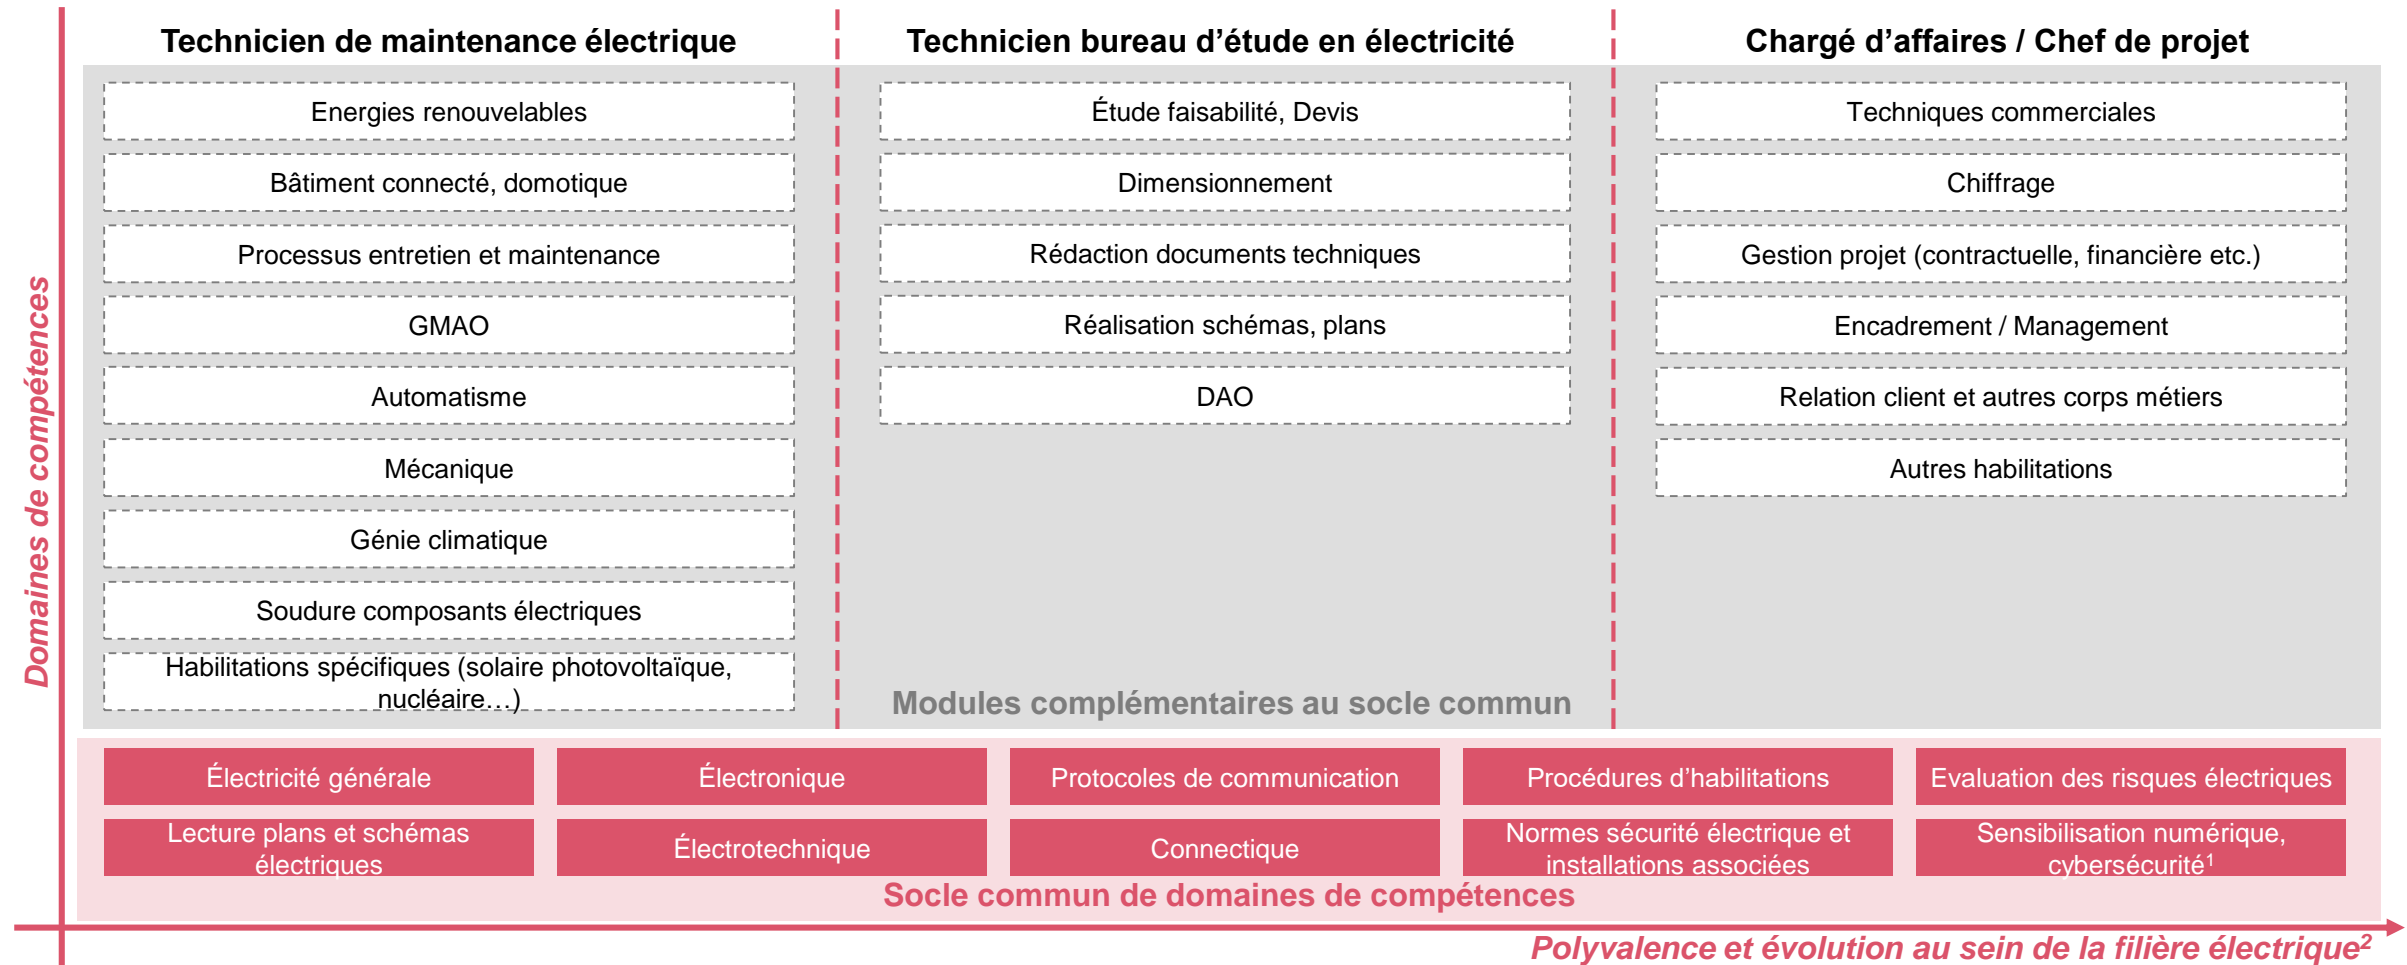 Technicien de maintenance électrique
Energies renouvelables
Bâtiment connecté, domotique
Processus entretien et maintenance
GMAO
Automatisme
Mécanique
Génie climatique
Soudure composants électriques
Habilitations spécifiques (solaire photovoltaïque,
nucléaire…)
Technicien bureau d’étude en électricité
Étude faisabilité, Devis
Dimensionnement
Rédaction documents techniques
Réalisation schémas, plans
DAO
Chargé d’affaires / Chef de projet
Techniques commerciales
Chiffrage
Gestion projet (contractuelle, financière etc.)
Encadrement / Management
Relation client et autres corps métiers
Autres habilitations
Modules complémentaires au socle commun
Électricité générale
Électronique
Protocoles de communication
Procédures d’habilitations
Evaluation des risques électriques
Lecture plans et schémas
électriques
Électrotechnique
Connectique
Normes sécurité électrique et
installations associées
Sensibilisation numérique,
cybersécurité¹
Socle commun de domaines de compétences
Domaines de compétences
Polyvalence et évolution au sein de la filière électrique²